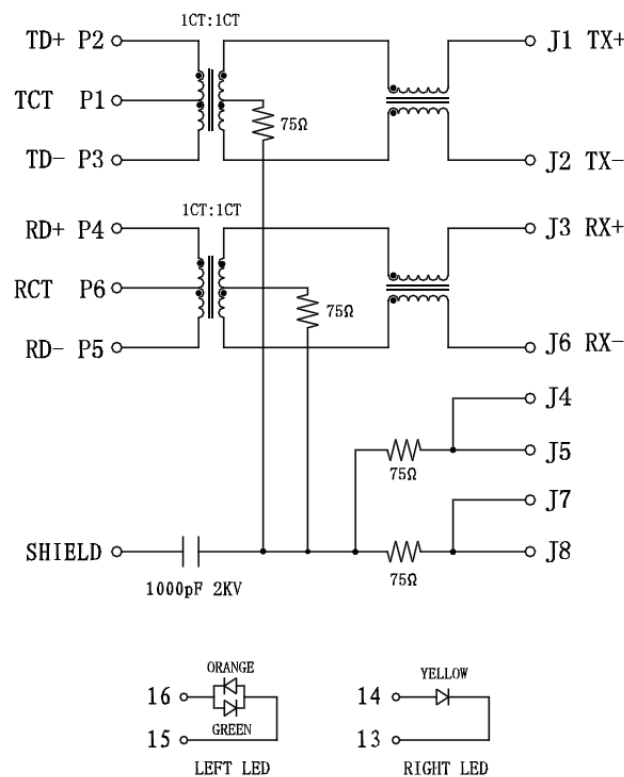 1CT:1CT
TD+ P2 J1 TX+
TCT P1
75Ω
TD- P3 J2 TX-
1CT:1CT
RD+ P4 J3 RX+
RCT P6
75Ω
RD- P5 J6 RX-
J4
J5
75Ω
J7
SHIELD J8
75Ω
1000pF 2KV
ORANGE YELLOW
16 14
GREEN
15 13
LEFT LED RIGHT LED